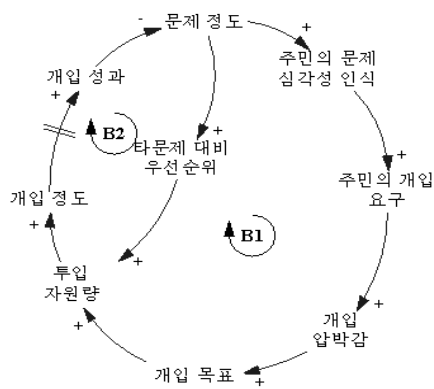 문제 정도
주민의 문제
심각성 인식
개입 성과
B2
타문제 대비
우선순위
주민의 개입
요구
개입 정도
B1
투입
자원량
개입
압박감
개입 목표
-
+
+
+
+
+
+
+
+
+
+